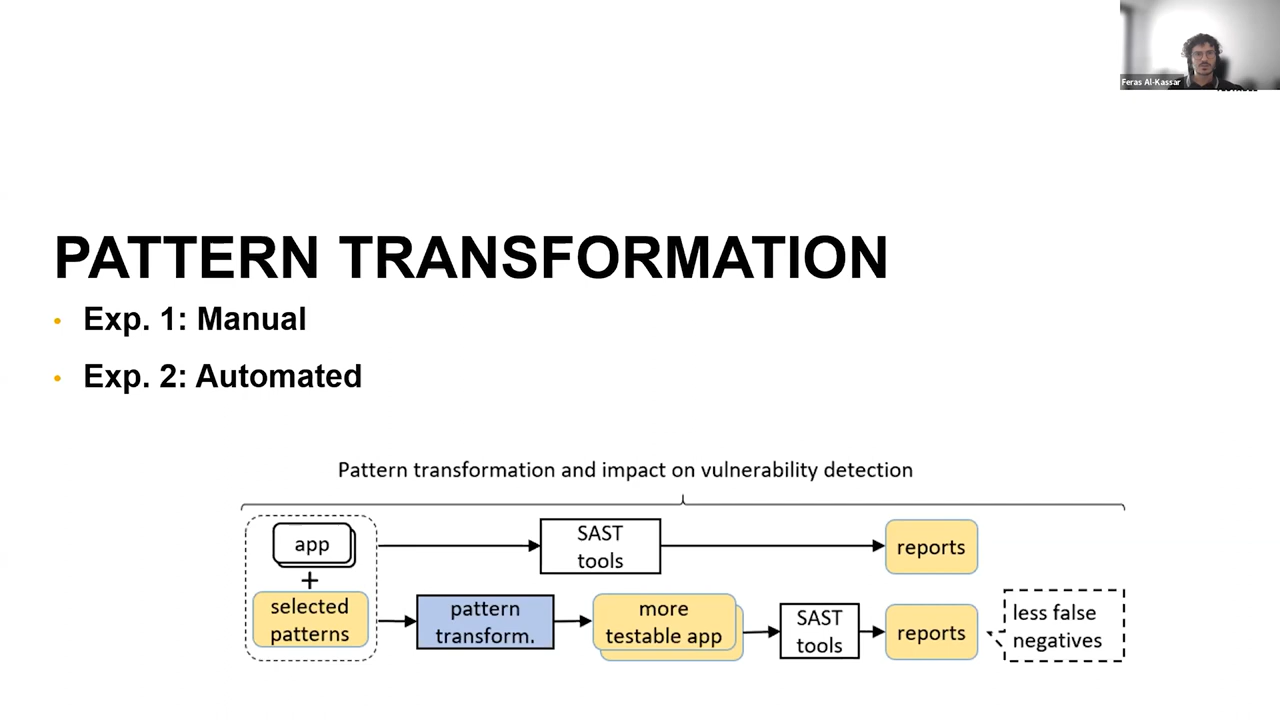 Feras Al-Kassar
PATTERN TRANSFORMATION
• Exp. 1: Manual
• Exp. 2: Automated
Pattern transformation and impact on vulnerability detection
app
+
selected
patterns
SAST
tools
reports
pattern
transform.
more
testable app
SAST
tools
reports
less false
negatives